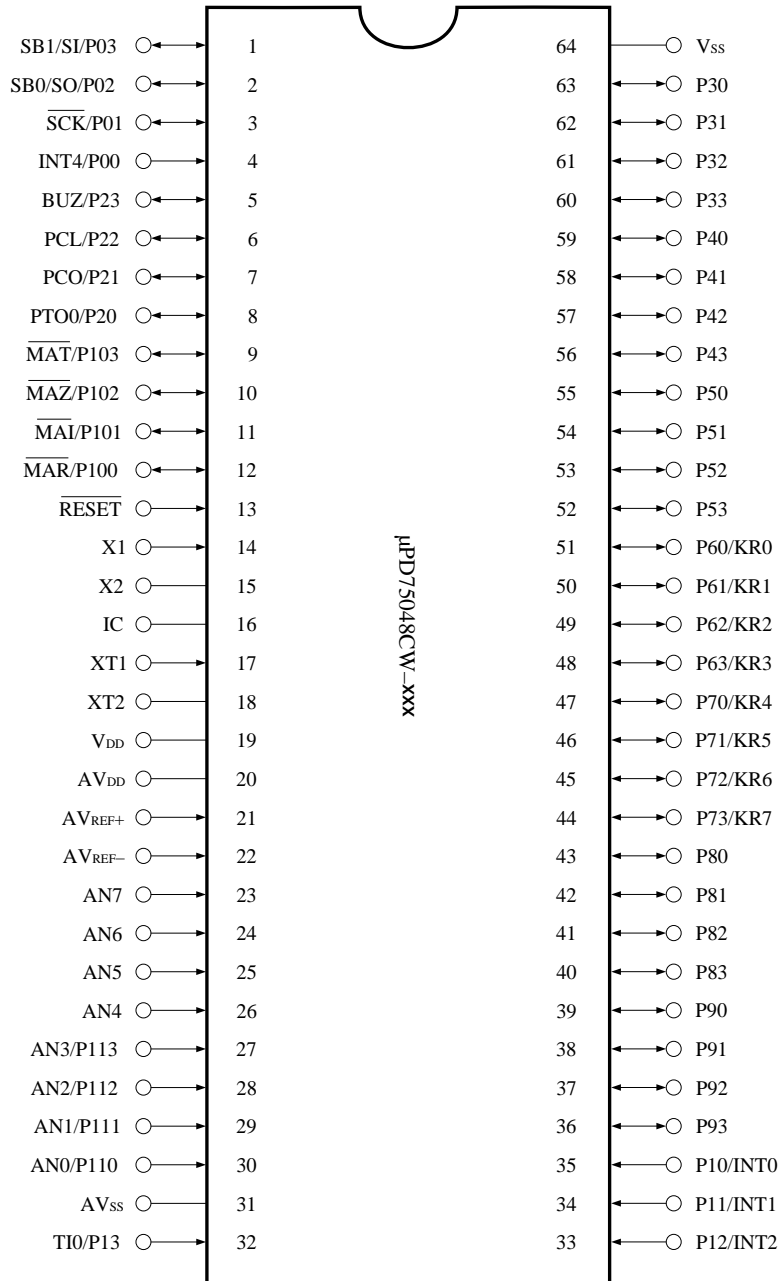 SB1/SI/P03 1 64 Vss
SB0/SO/P02 2 63 P30
S̅C̅K̅/P01 3 62 P31
INT4/P00 4 61 P32
BUZ/P23 5 60 P33
PCL/P22 6 59 P40
PCO/P21 7 58 P41
PTO0/P20 8 57 P42
M̅A̅T̅/P103 9 56 P43
M̅A̅Z̅/P102 10 55 P50
M̅A̅I̅/P101 11 54 P51
M̅A̅R̅/P100 12 53 P52
R̅E̅S̅E̅T̅ 13 52 P53
X1 14 51 P60/KR0
X2 15 50 P61/KR1
IC 16 49 P62/KR2
XT1 17 48 P63/KR3
XT2 18 47 P70/KR4
VDD 19 46 P71/KR5
AVDD 20 45 P72/KR6
AVREF+ 21 44 P73/KR7
AVREF– 22 43 P80
AN7 23 42 P81
AN6 24 41 P82
AN5 25 40 P83
AN4 26 39 P90
AN3/P113 27 38 P91
AN2/P112 28 37 P92
AN1/P111 29 36 P93
AN0/P110 30 35 P10/INT0
AVss 31 34 P11/INT1
TI0/P13 32 33 P12/INT2
µPD75048CW–xxx